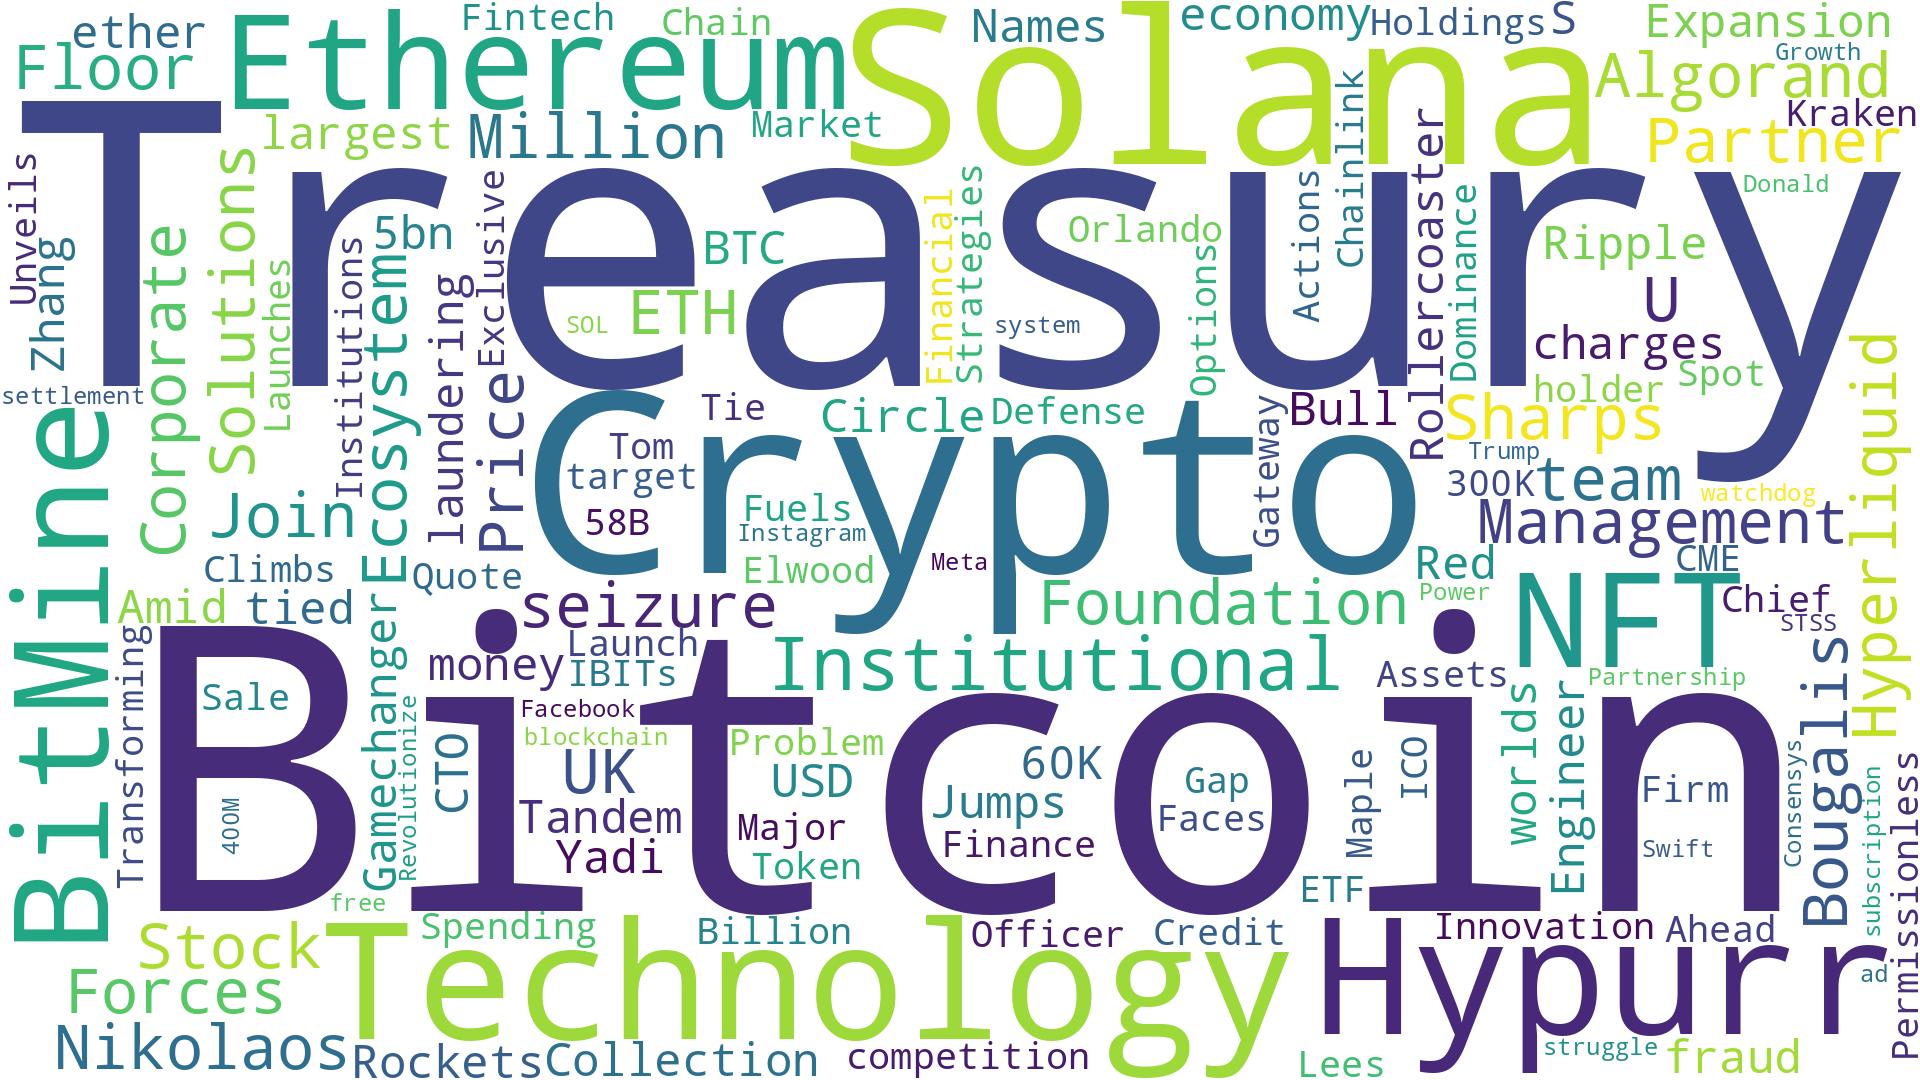 ether
Fintech
Chain
Names
economy
Holdings
S
Expansion
Floor
Ethereum
Solana
Growth
Algorand
Kraken
largest
Million
Market
Partner
Treasury
Unveils
Zhang
Corporate
Solutions
Launches
Institutions
5bn
Ecosystem
laundering
Exclusive
Price
BTC
SOL
ETH
Financial
Strategies
system
Orlando
Options
Actions
Chainlink
Rollercoaster
Dominance
Donald
Ripple
U
charges
holder
Spot
settlement
Tie
Circle
Defense
Bull
Sharps
Hyperliquid
BitMine
Crypto
Tom
target
58B
Fuels
Instagram
Elwood
Meta
Gateway
Trump
300K
team
watchdog
Management
Join
Climbs
Quote
Red
CME
Power
Amid
tied
seizure
Foundation
NFT
Chief
STSS
Launch
money
IBITs
Institutional
Assets
Partnership
Bitcoin
Transforming
Sale
400M
Gamechanger
Revolutionize
Facebook
blockchain
CTO
UK
Problem
USD
60K
Gap
Tandem
Major
Jumps
Faces
Yadi
Token
Finance
Maple
ICO
worlds
Engineer
Firm
Swift
Consensys
Bougalis
subscription
Permissionless
ETF
free
Stock
Spending
Billion
Officer
Credit
Innovation
Ahead
Technology
Hypurr
ad
Forces
Nikolaos
Rockets
Collection
competition
Lees
struggle
fraud